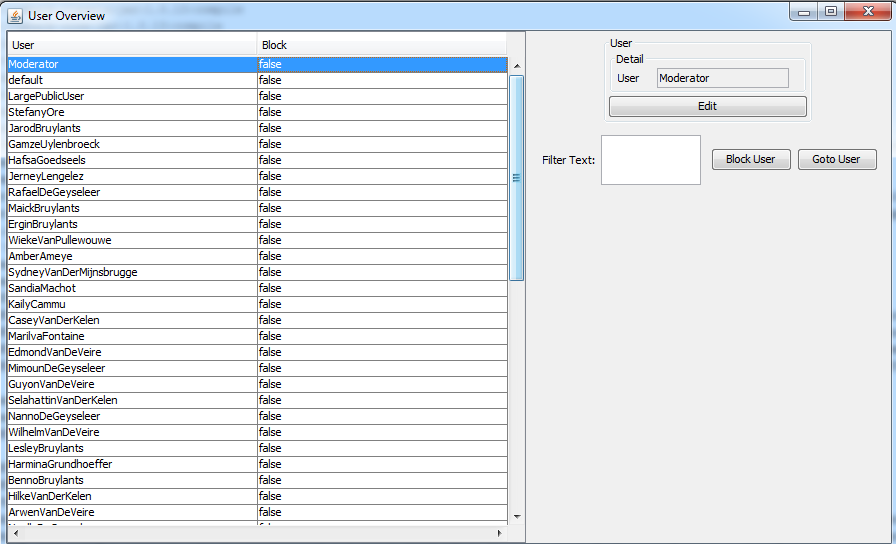 User Overview
User Block
Moderator false
default false
LargePublicUser false
StefanyOre false
JarodBruylants false
GamzeUylenbroeck false
HafsaGoedseels false
JerneyLengelez false
RafaelDeGeyseleer false
MaickBruylants false
ErginBruylants false
WiekeVanPullewouwe false
AmberAmeye false
SydneyVanDerMijnsbrugge false
SandiaMachot false
KailyCammu false
CaseyVanDerKelen false
MarilvaFontaine false
EdmondVanDeVeire false
MimounDeGeyseleer false
GuyonVanDeVeire false
SelahattinVanDerKelen false
NannoDeGeyseleer false
WilhelmVanDeVeire false
LesleyBruylants false
HarminaGrundhoeffer false
BennoBruylants false
HilkeVanDerKelen false
ArwenVanDeVeire false
User
Detail
User Moderator
Edit
Filter Text: Block User Goto User